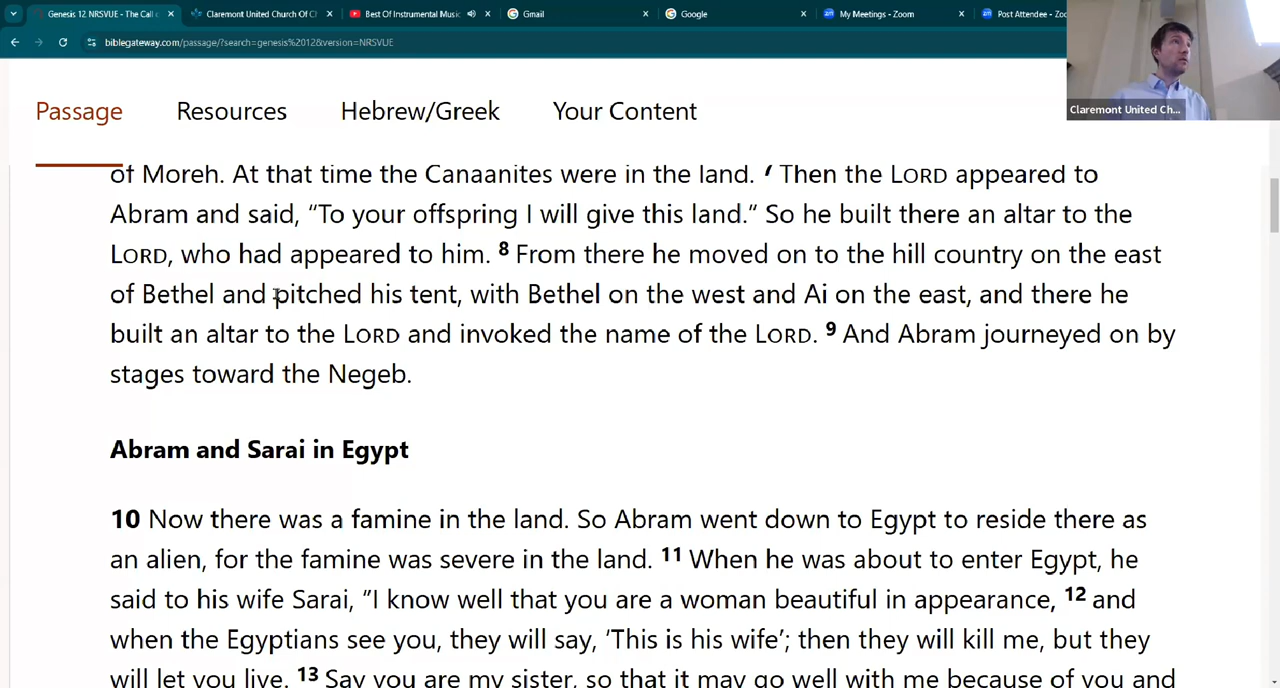 Genesis 12 NRSVUE - The Call o
Claremont United Church Of Ch
Best Of Instrumental Music
Gmail
Google
My Meetings - Zoom
Post Attendee - Zoo
biblegateway.com/passage/?search=genesis%2012&version=NRSVUE
Claremont United Ch...
Passage
Resources
Hebrew/Greek
Your Content
of Moreh. At that time the Canaanites were in the land. 7 Then the LORD appeared to
Abram and said, “To your offspring I will give this land.” So he built there an altar to the
LORD, who had appeared to him. 8 From there he moved on to the hill country on the east
of Bethel and pitched his tent, with Bethel on the west and Ai on the east, and there he
built an altar to the LORD and invoked the name of the LORD. 9 And Abram journeyed on by
stages toward the Negeb.
Abram and Sarai in Egypt
10 Now there was a famine in the land. So Abram went down to Egypt to reside there as
an alien, for the famine was severe in the land. 11 When he was about to enter Egypt, he
said to his wife Sarai, “I know well that you are a woman beautiful in appearance, 12 and
when the Egyptians see you, they will say, ‘This is his wife’; then they will kill me, but they
will let you live. 13 Say you are my sister, so that it may go well with me because of you and